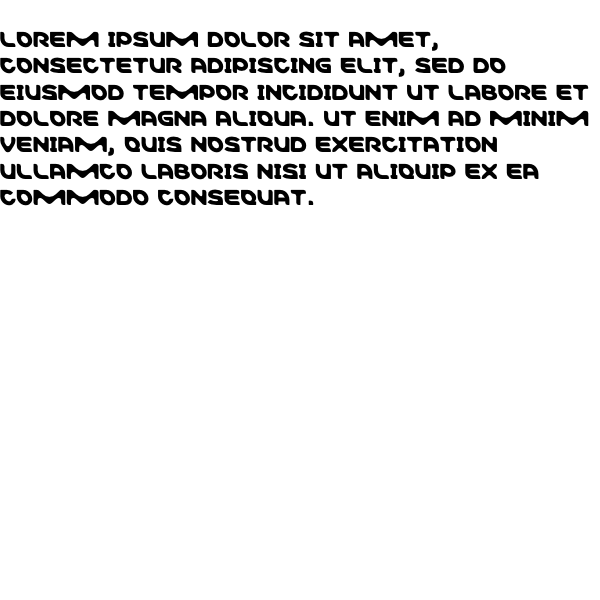 LOREM IPSUM DOLOR SIT AMET,
CONSECTETUR ADIPISCING ELIT, SED DO
EIUSMOD TEMPOR INCIDIDUNT UT LABORE ET
DOLORE MAGNA ALIQUA. UT ENIM AD MINIM
VENIAM, QUIS NOSTRUD EXERCITATION
ULLAMCO LABORIS NISI UT ALIQUIP EX EA
COMMODO CONSEQUAT.